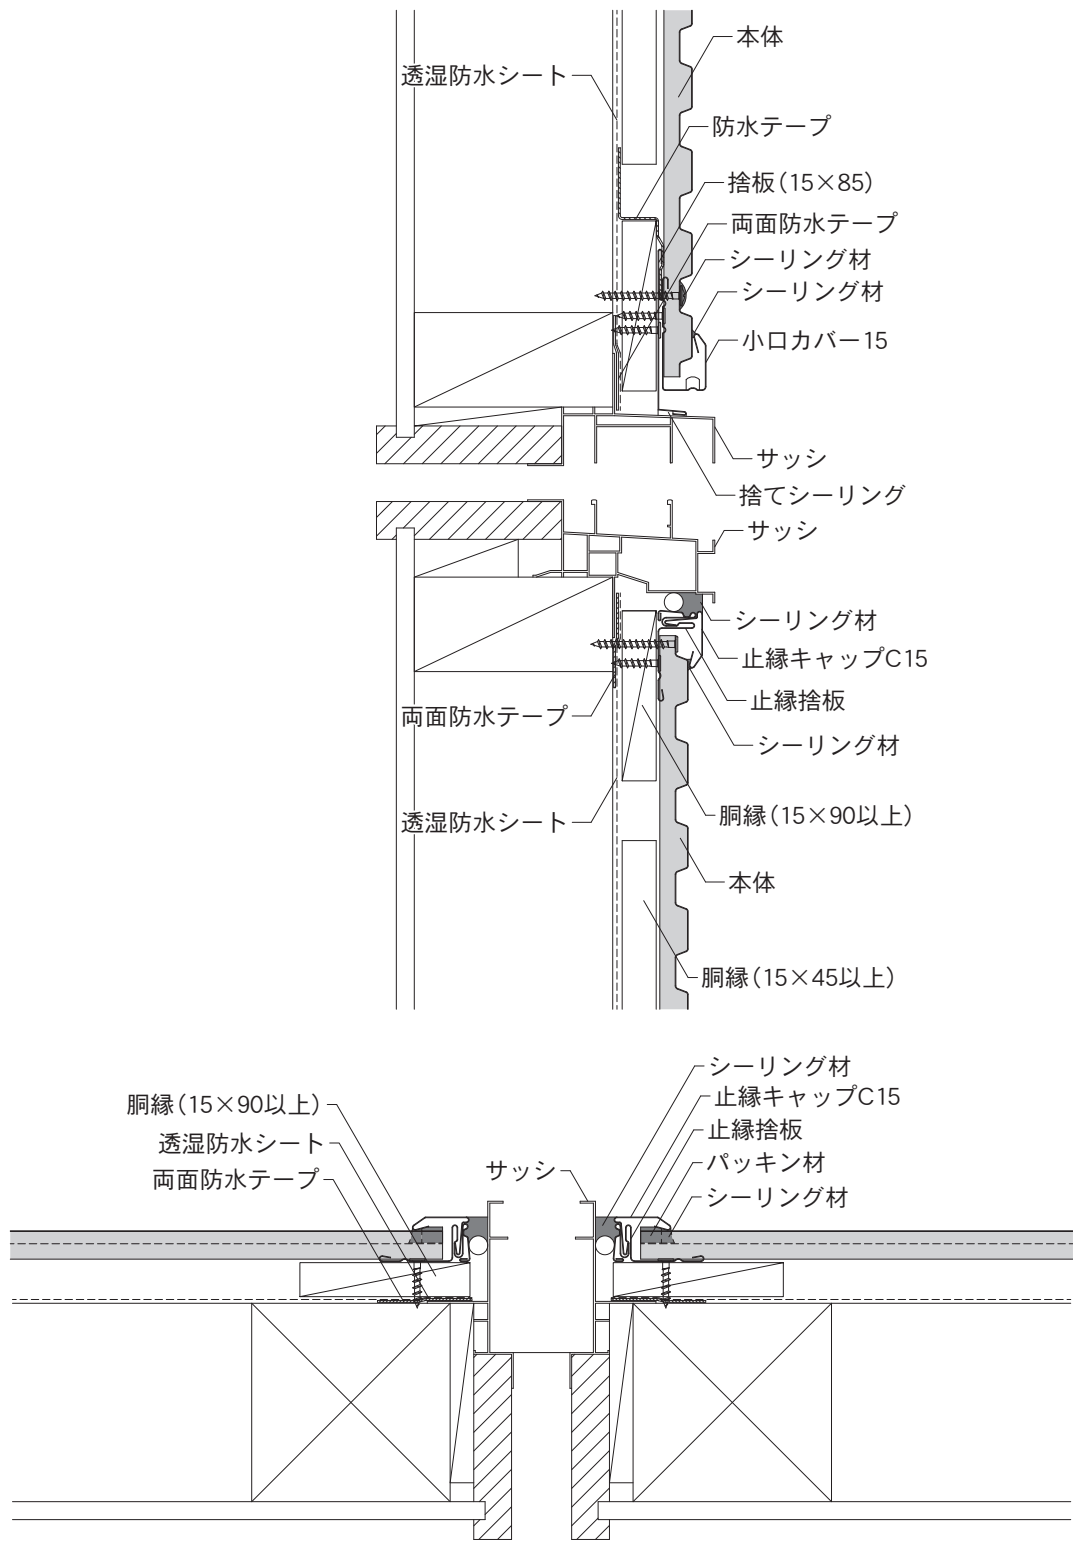 本体
透湿防水シート
防水テープ
捨板(15×85)
両面防水テープ
シーリング材
シーリング材
小口カバー15
サッシ
捨てシーリング
サッシ
シーリング材
止縁キャップC15
止縁捨板
両面防水テープ
シーリング材
胴縁(15×90以上)
透湿防水シート
本体
胴縁(15×45以上)
シーリング材
止縁キャップC15
胴縁(15×90以上)
止縁捨板
透湿防水シート
パッキン材
両面防水テープ
サッシ
シーリング材